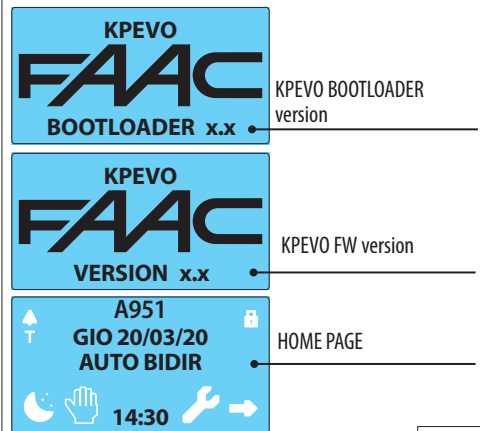 KPEVO
FAAC
BOOTLOADER x.x
KPEVO BOOTLOADER
version
KPEVO
FAAC
VERSION x.x
KPEVO FW version
A951
T
GIO 20/03/20
AUTO BIDIR
14:30
HOME PAGE